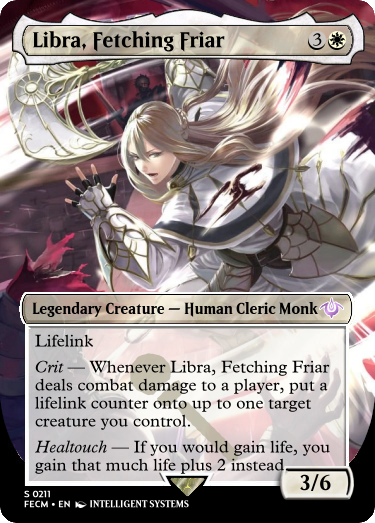 Libra, Fetching Friar 3
Legendary Creature — Human Cleric Monk
Lifelink
Crit — Whenever Libra, Fetching Friar
deals combat damage to a player, put a
lifelink counter onto up to one target
creature you control.
Healtouch — If you would gain life, you
gain that much life plus 2 instead.
3/6
S 0211
FECM • EN INTELLIGENT SYSTEMS